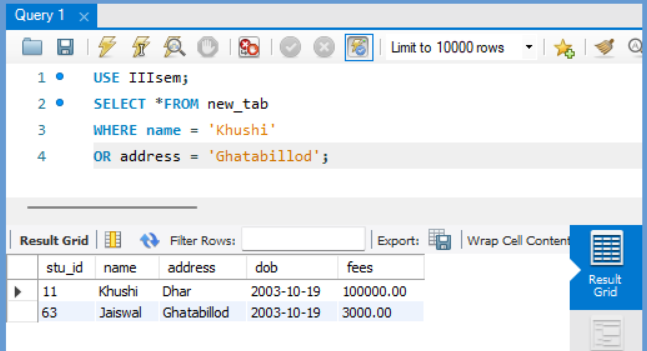 Query 1
Limit to 10000 rows
1 USE IIIsem;
2 SELECT *FROM new_tab
3 WHERE name = 'Khushi'
4 OR address = 'Ghatabillod';
Result Grid Filter Rows: Export: Wrap Cell Content
stu_id name address dob fees
11 Khushi Dhar 2003-10-19 100000.00
63 Jaiswal Ghatabillod 2003-10-19 3000.00
Result
Grid